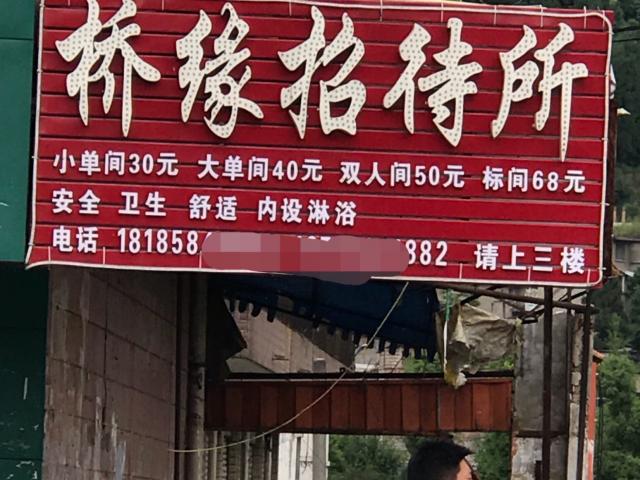 桥缘招待所
小单间30元 大单间40元 双人间50元 标间68元
安全 卫生 舒适 内设淋浴
电话 181858 882 请上三楼